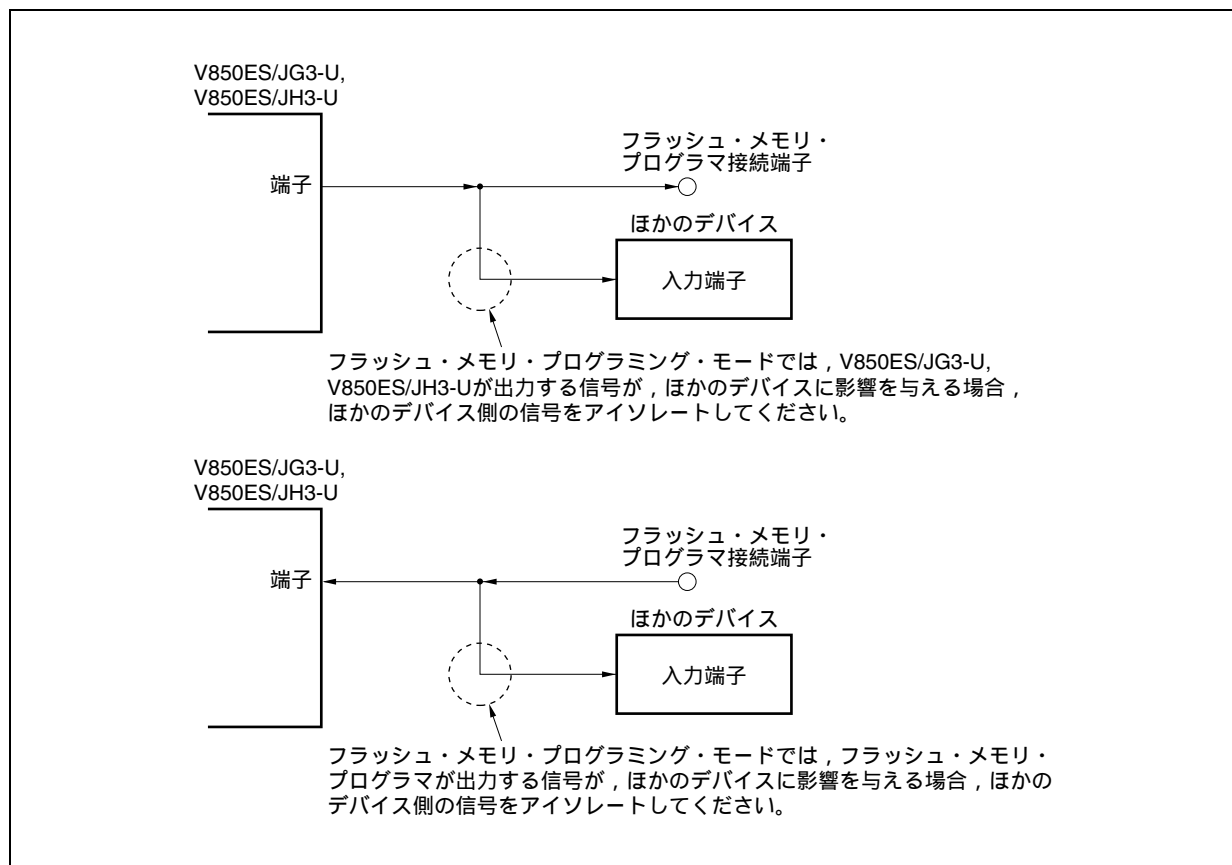 V850ES/JG3-U,
V850ES/JH3-U
フラッシュ・メモリ・
プログラマ接続端子
端子
ほかのデバイス
入力端子
フラッシュ・メモリ・プログラミング・モードでは，V850ES/JG3-U,
V850ES/JH3-Uが出力する信号が，ほかのデバイスに影響を与える場合，
ほかのデバイス側の信号をアイソレートしてください。
V850ES/JG3-U,
V850ES/JH3-U
フラッシュ・メモリ・
プログラマ接続端子
端子
ほかのデバイス
入力端子
フラッシュ・メモリ・プログラミング・モードでは，フラッシュ・メモリ・
プログラマが出力する信号が，ほかのデバイスに影響を与える場合，ほかの
デバイス側の信号をアイソレートしてください。